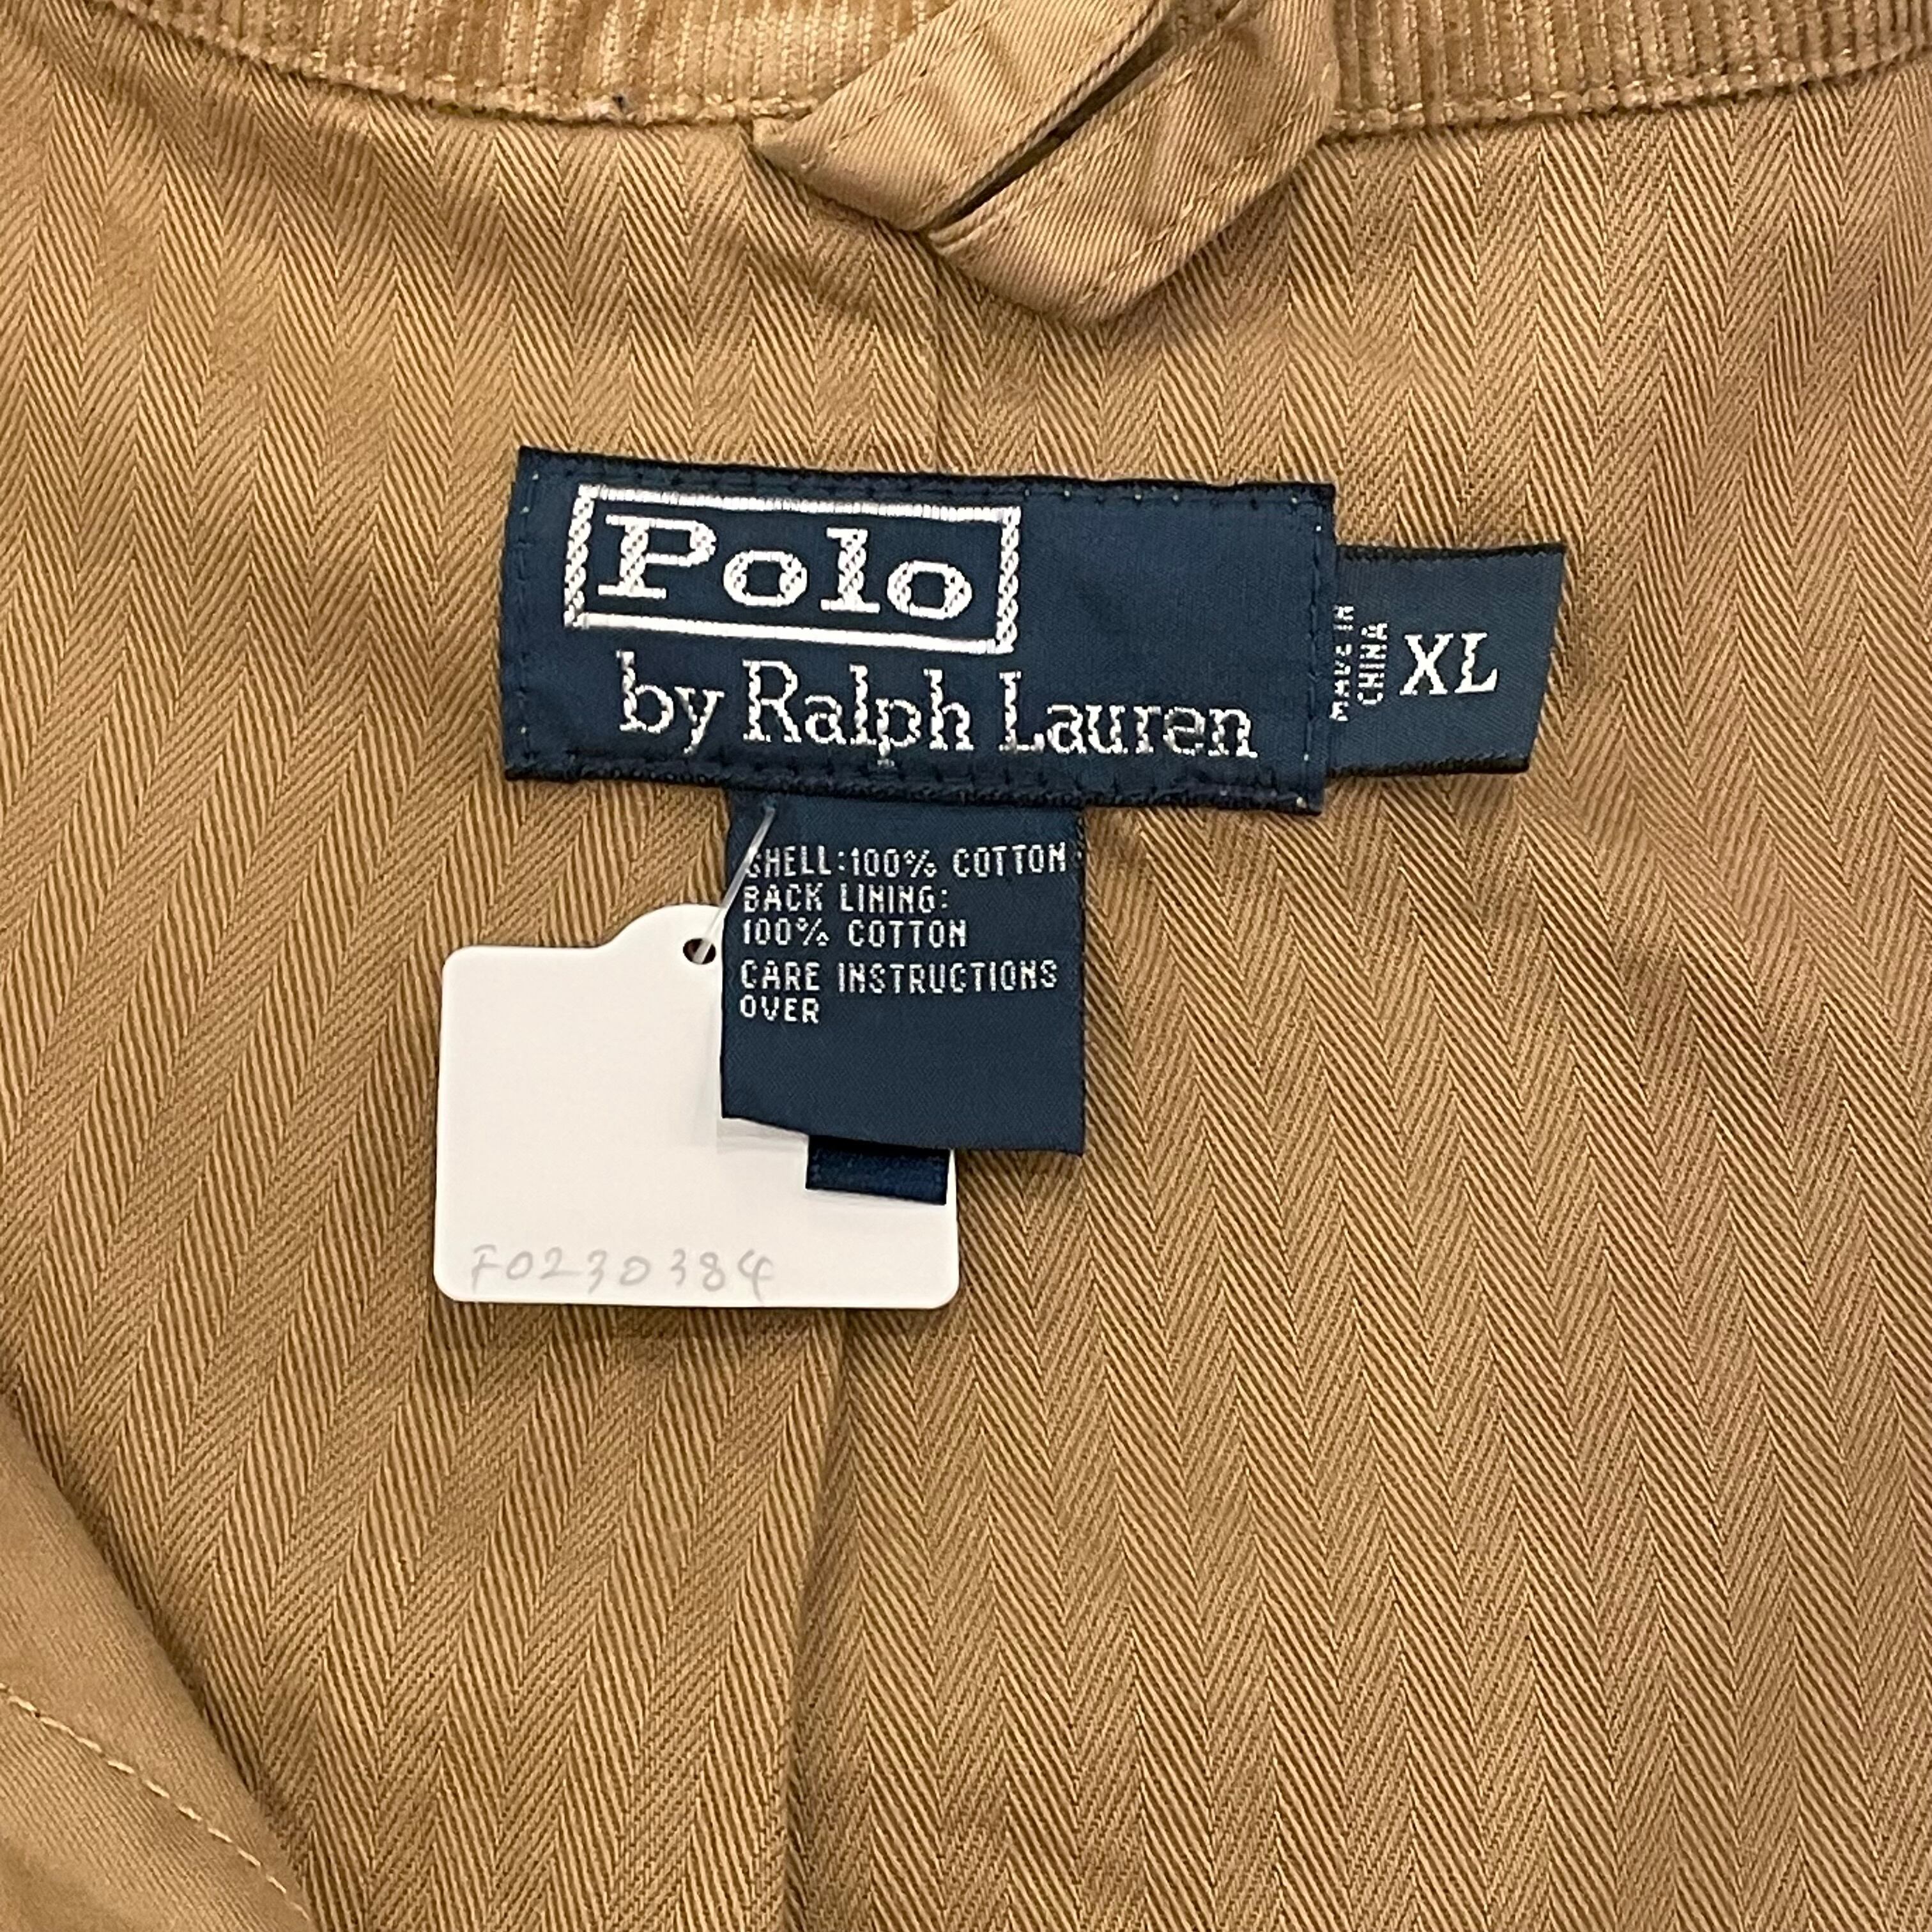 Polo
by Ralph Lauren
MADE IN
CHINA
XL
SHELL:100% COTTON
BACK LINING:
100% COTTON
CARE INSTRUCTIONS
OVER
F0230384